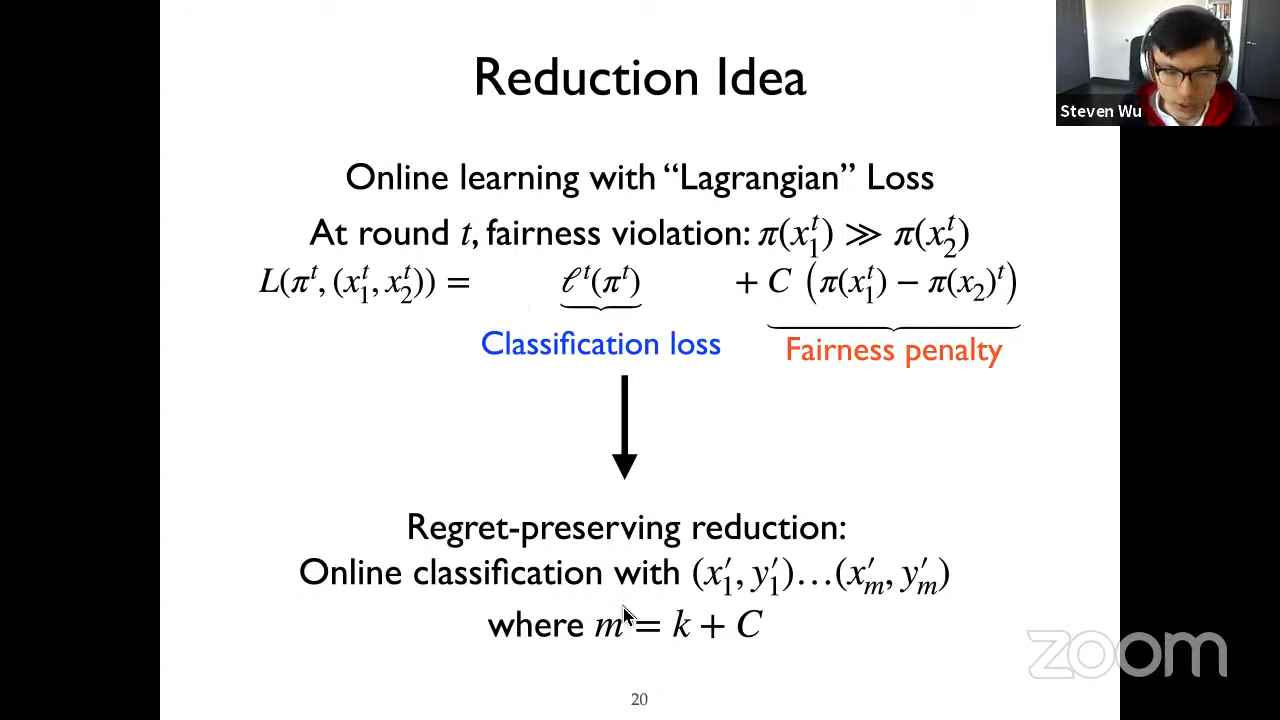 Reduction Idea
Steven Wu
Online learning with “Lagrangian” Loss
At round t, fairness violation: π(x₁ᵗ) ≫ π(x₂ᵗ)
L(πᵗ, (x₁ᵗ, x₂ᵗ)) = ℓᵗ(πᵗ) + C (π(x₁ᵗ) − π(x₂)ᵗ)
Classification loss
Fairness penalty
Regret-preserving reduction:
Online classification with (x′₁, y′₁)…(x′ₘ, y′ₘ)
where m = k + C
zoom
20